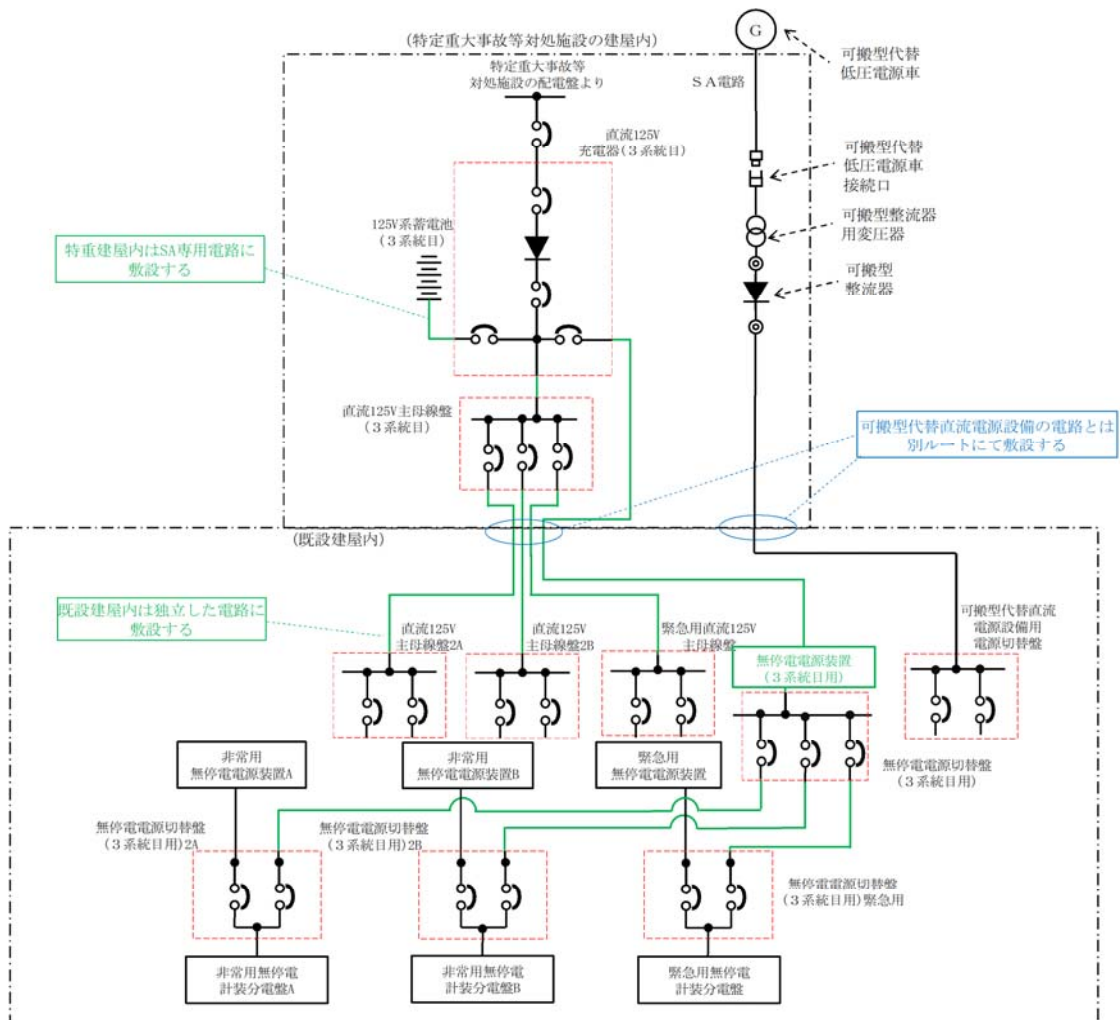 (特定重大事故等対処施設の建屋内)
特定重大事故等
対処施設の配電盤より
G
可搬型代替
低圧電源車
SA電路
直流125V
充電器(3系統目)
可搬型代替
低圧電源車
接続口
125V系蓄電池
(3系統目)
可搬型整流器
用変圧器
特重建屋内はSA専用電路に
敷設する
可搬型
整流器
直流125V主母線盤
(3系統目)
可搬型代替直流電源設備の電路とは
別ルートにて敷設する
(既設建屋内)
既設建屋内は独立した電路に
敷設する
直流125V
主母線盤2A
直流125V
主母線盤2B
緊急用直流125V
主母線盤
可搬型代替直流
電源設備用
電源切替盤
無停電電源装置
(3系統目用)
非常用
無停電電源装置A
非常用
無停電電源装置B
緊急用
無停電電源装置
無停電電源切替盤
(3系統目用)
無停電電源切替盤
(3系統目用)2A
無停電電源切替盤
(3系統目用)2B
無停電電源切替盤
(3系統目用)緊急用
非常用無停電
計装分電盤A
非常用無停電
計装分電盤B
緊急用無停電
計装分電盤